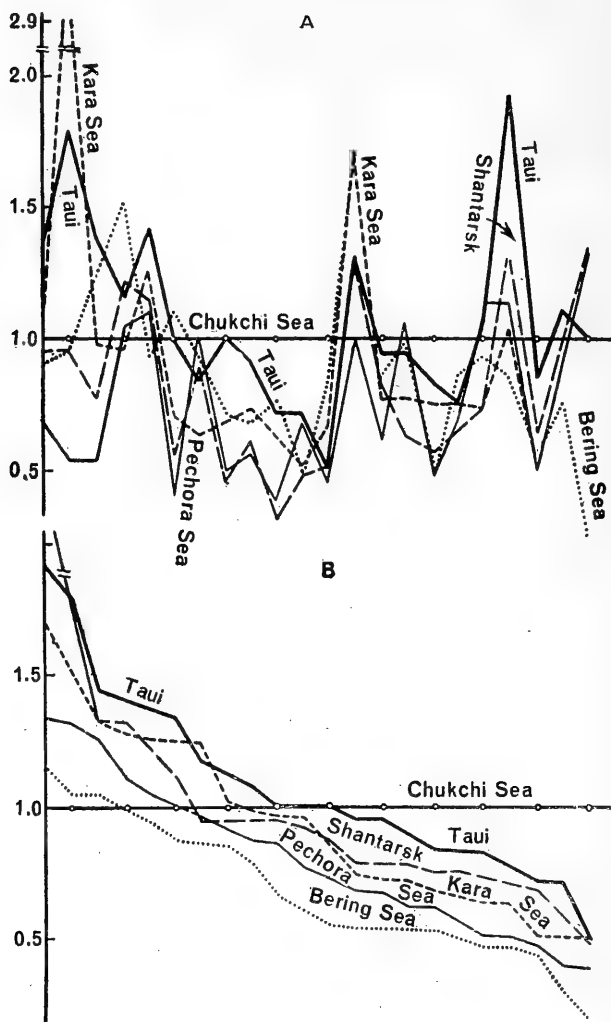 A
2.9
2.0
1.5
1.0
0.5
Kara Sea
Taui
Chukchi Sea
Pechora Sea
Taui
Kara Sea
Shantarsk
Taui
Bering Sea
B
1.5
1.0
0.5
Taui
Chukchi Sea
Shantarsk
Taui
Pechora Sea
Kara Sea
Bering Sea